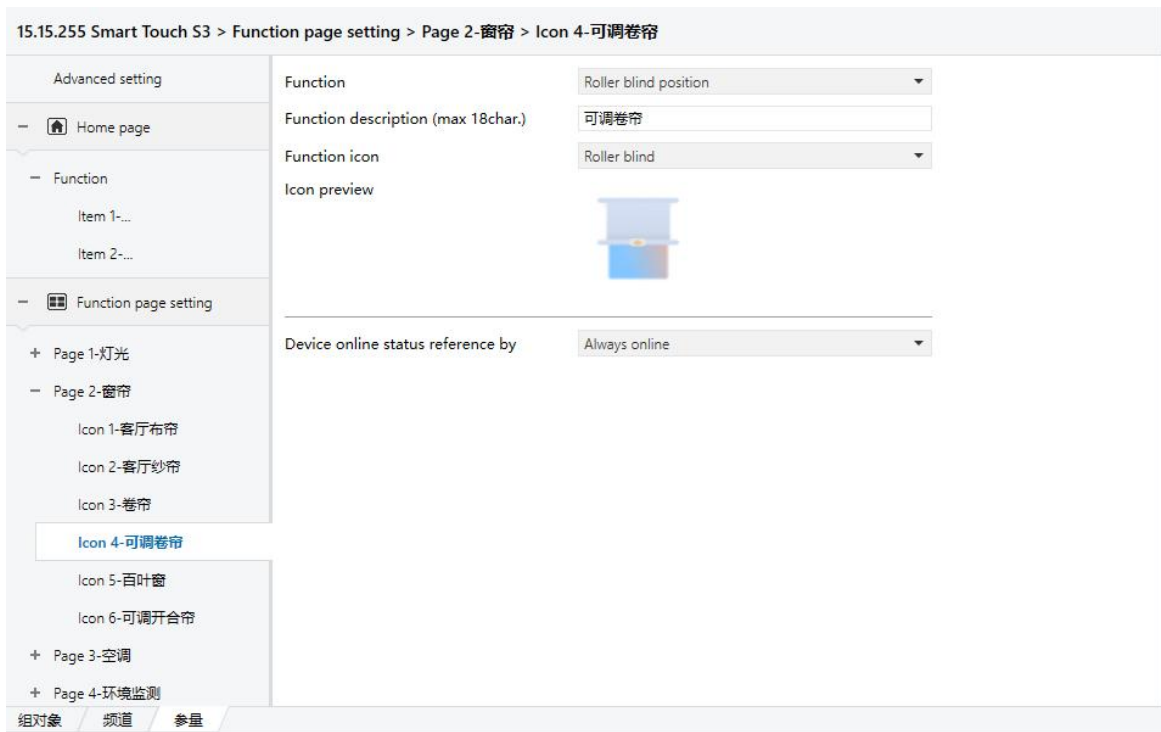 15.15.255 Smart Touch S3 > Function page setting > Page 2-窗帘 > Icon 4-可调卷帘
Advanced setting
Home page
Function
Item 1-...
Item 2-...
Function page setting
Page 1-灯光
Page 2-窗帘
Icon 1-客厅布帘
Icon 2-客厅纱帘
Icon 3-卷帘
Icon 4-可调卷帘
Icon 5-百叶窗
Icon 6-可调开合帘
Page 3-空调
Page 4-环境监测
Function
Roller blind position
Function description (max 18char.)
可调卷帘
Function icon
Roller blind
Icon preview
Device online status reference by
Always online
组对象
频道
参量